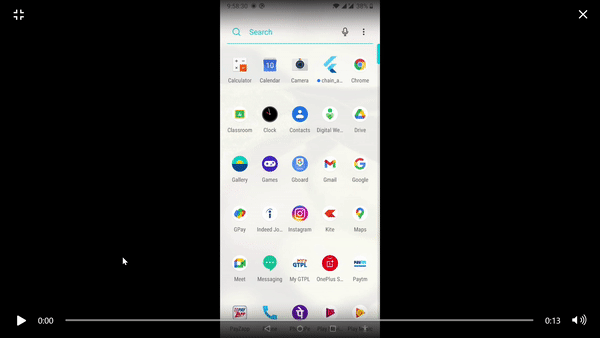 9:58:30 58%
Search
Calculator Calendar Camera chain_a... Chrome
Classroom Clock Contacts Digital We... Drive
Gallery Games Gboard Gmail Google
GPay Indeed Jo... Instagram Kite Maps
Meet Messaging My GTPL OnePlus S... Paytm
0:00 0:13